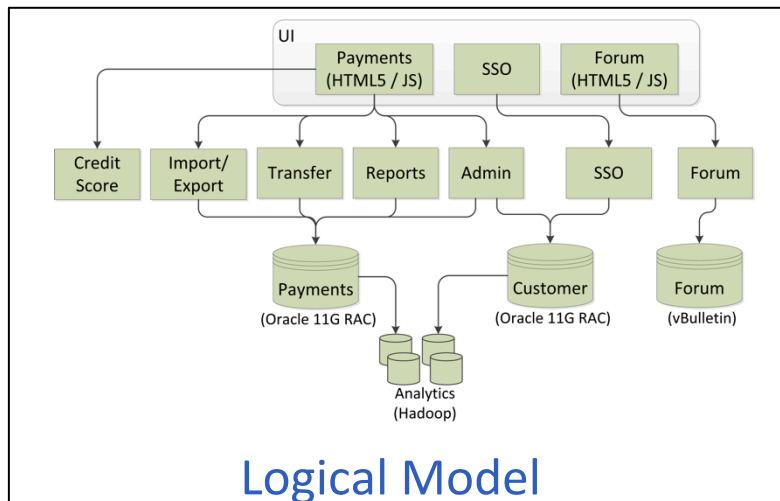 UI
Payments
(HTML5 / JS)
SSO
Forum
(HTML5 / JS)
Credit
Score
Import/
Export
Transfer
Reports
Admin
SSO
Forum
Payments
(Oracle 11G RAC)
Customer
(Oracle 11G RAC)
Forum
(vBulletin)
Analytics
(Hadoop)
Logical Model